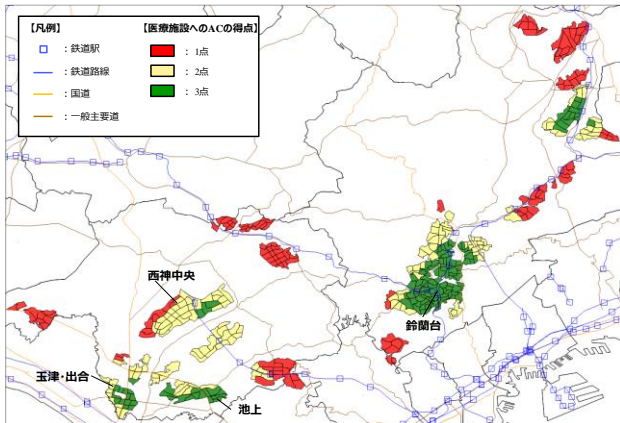 【凡例】
：鉄道駅
：鉄道路線
：国道
：一般主要道
【医療施設へのACの得点】
：1点
：2点
：3点
西神中央
鈴蘭台
玉津・出合
池上